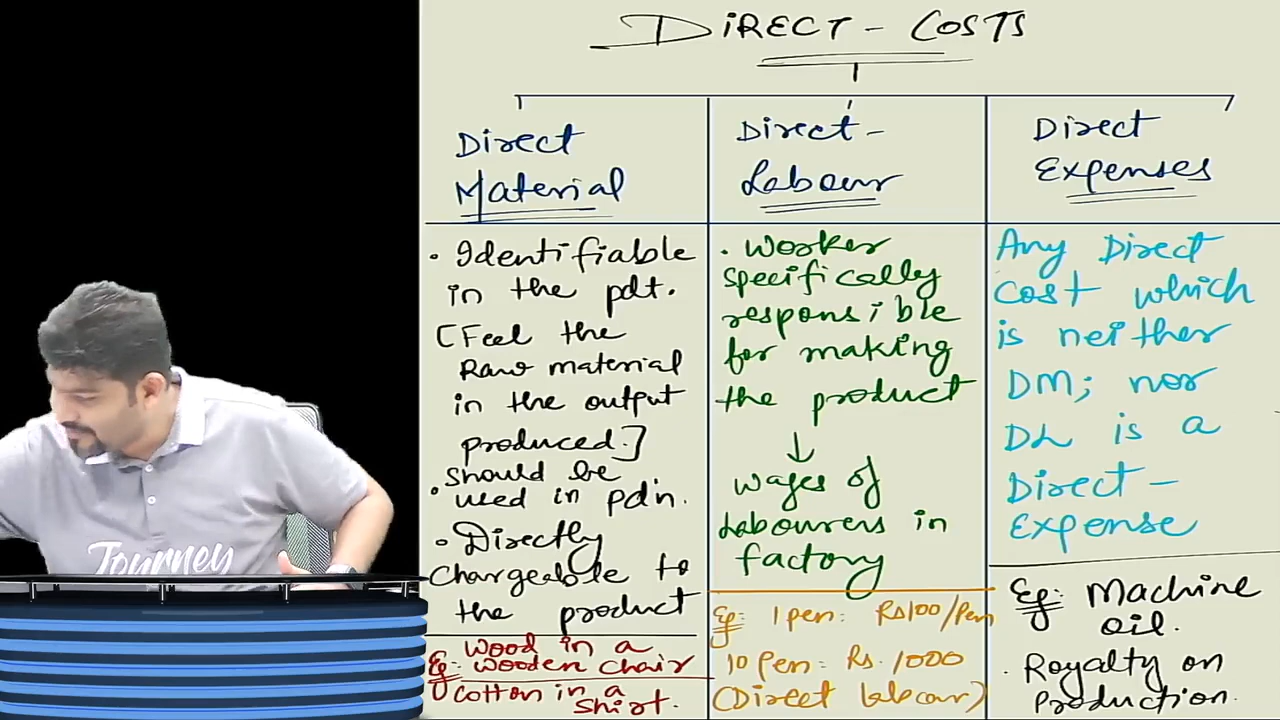 DIRECT - COSTS
Direct
Material
• Identifiable
in the pdt.
[Feel the
Raw material
in the output
produced.]
• should be
used in pdn.
• Directly
Chargeable to
the product
Eg: Wood in a
Wooden chair
Cotton in a
Shirt.
Direct -
Labour
• Worker
specifically
responsible
for making
the product
↓
Wages of
Labourers in
factory
Eg: 1 pen: Rs100/Pen
10 Pen: Rs. 1000
(Direct labour)
Direct
Expenses
Any Direct
Cost which
is neither
DM; nor
DL is a
Direct -
Expense
Eg: Machine
oil.
• Royalty on
Production.
Journey